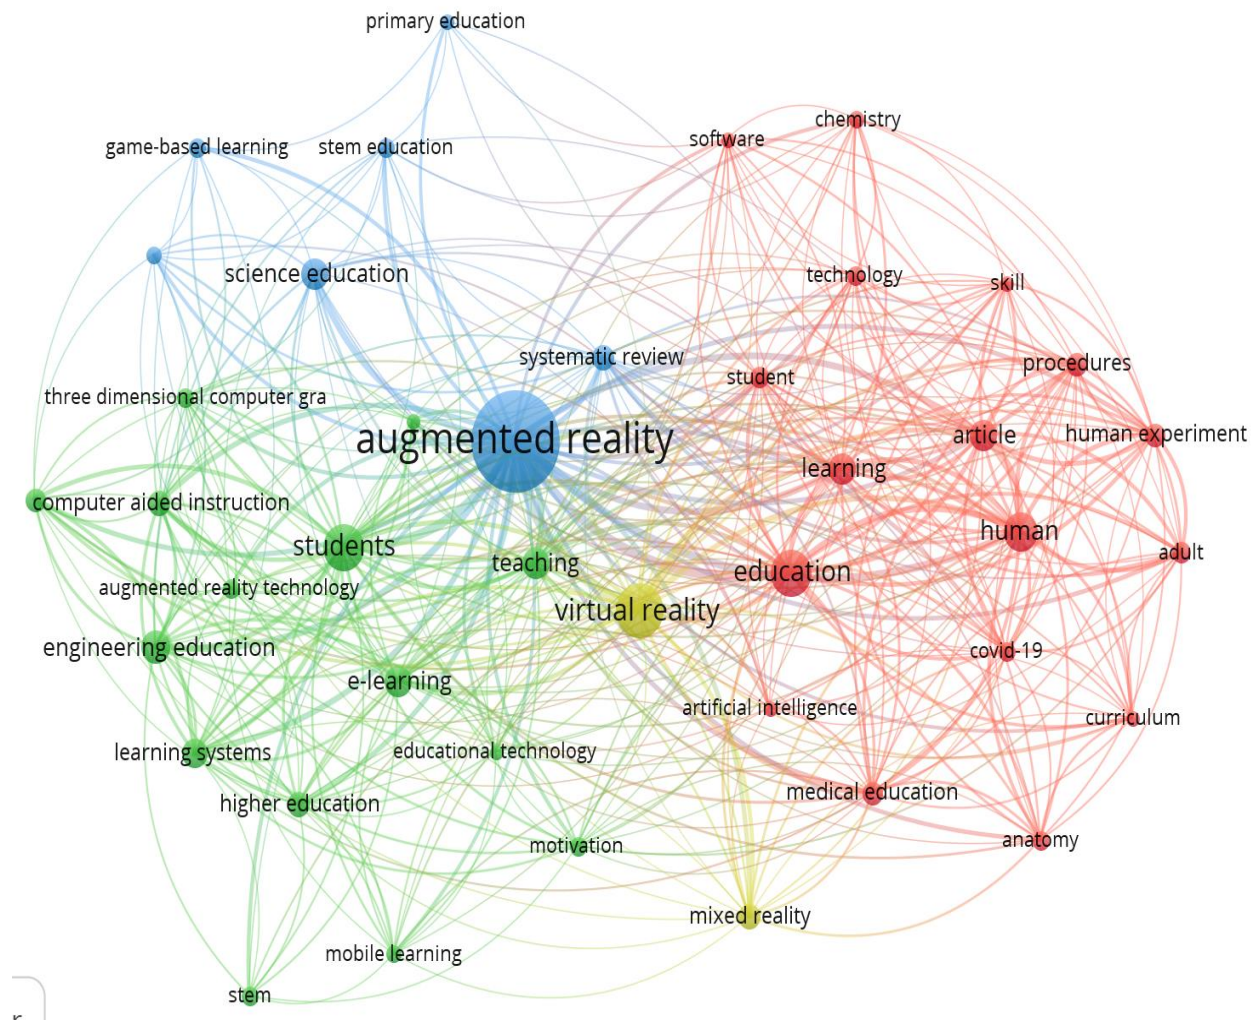 primary education
chemistry
software
game-based learning
stem education
science education
technology
skill
systematic review
procedures
student
three dimensional computer gra
augmented reality
article
human experiment
learning
computer aided instruction
human
students
adult
teaching
education
augmented reality technology
virtual reality
engineering education
covid-19
e-learning
artificial intelligence
curriculum
learning systems
educational technology
medical education
higher education
anatomy
motivation
mixed reality
mobile learning
stem
r